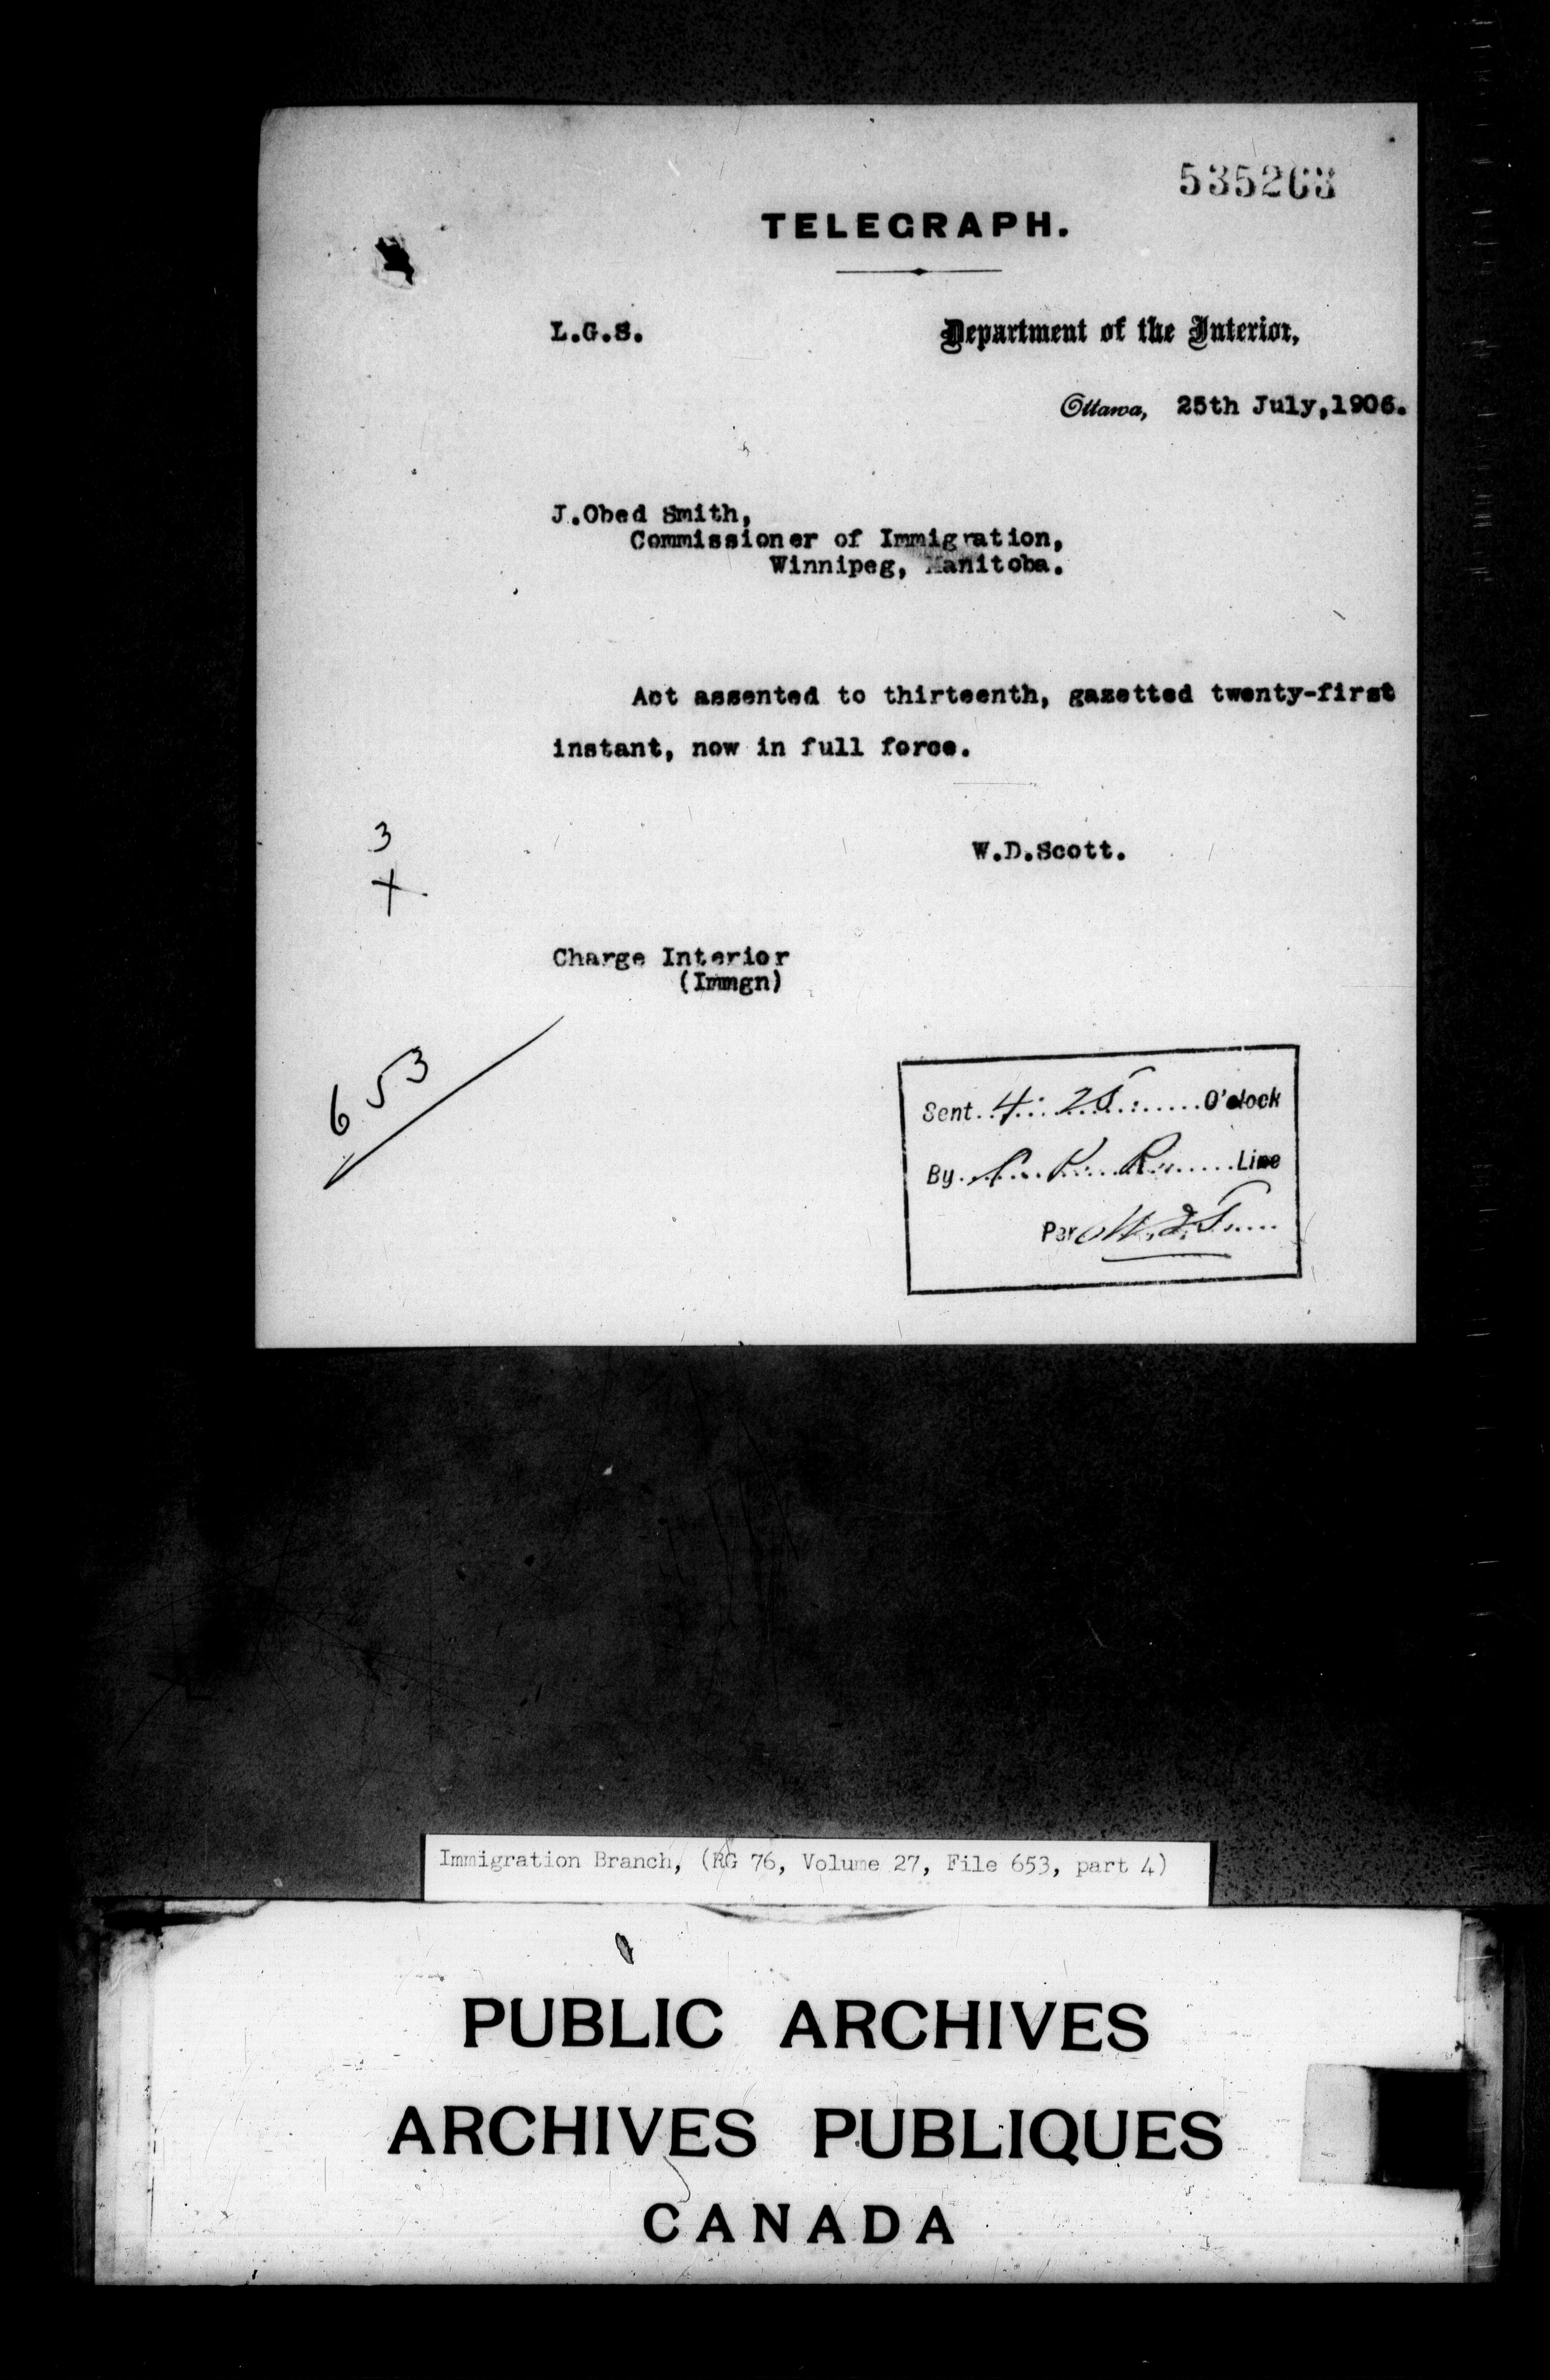 535263
TELEGRAPH.
L.G.S.
Department of the Interior,
Ottawa, 25th July,1906.
J.Obed Smith,
Commissioner of Immigration,
Winnipeg, Manitoba.
Act assented to thirteenth, gazetted twenty-first
instant, now in full force.
3
W.D.Scott.
Charge Interior
(Immgn)
653
Sent. 4: 25 O'clock
By. C.P.R. Line
Per
Immigration Branch, (RG 76, Volume 27, File 653, part 4)
PUBLIC ARCHIVES
ARCHIVES PUBLIQUES
CANADA